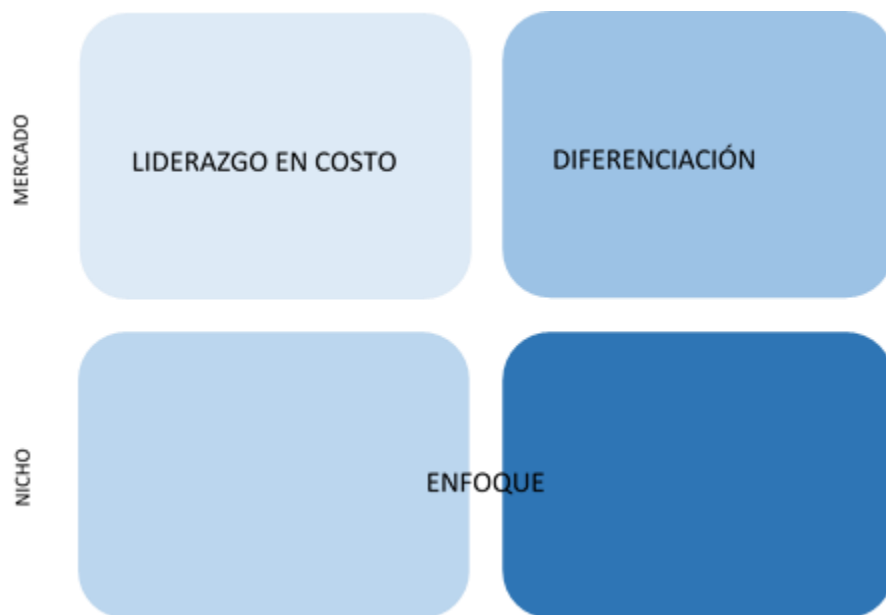 MERCADO
LIDERAZGO EN COSTO
DIFERENCIACIÓN
NICHO
ENFOQUE